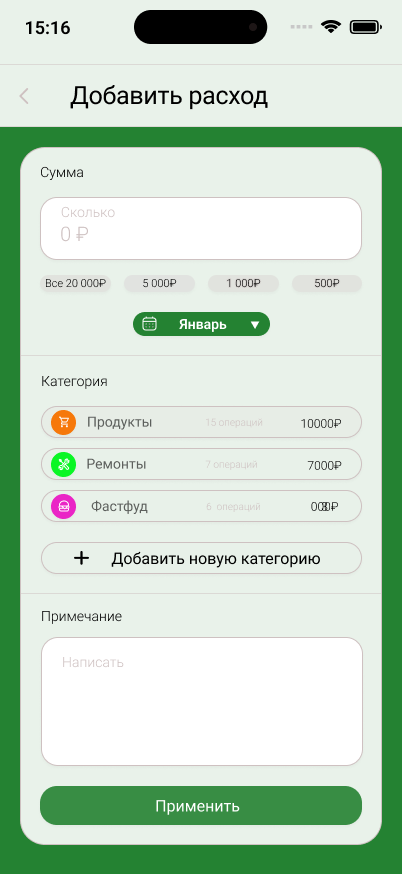 15:16
Добавить расход
Сумма
Сколько
0 ₽
Все 20 000₽ 5 000₽ 1 000₽ 500₽
Январь
Категория
Продукты 15 операций 10000₽
Ремонты 7 операций 7000₽
Фастфуд 6 операций
Добавить новую категорию
Примечание
Написать
Применить